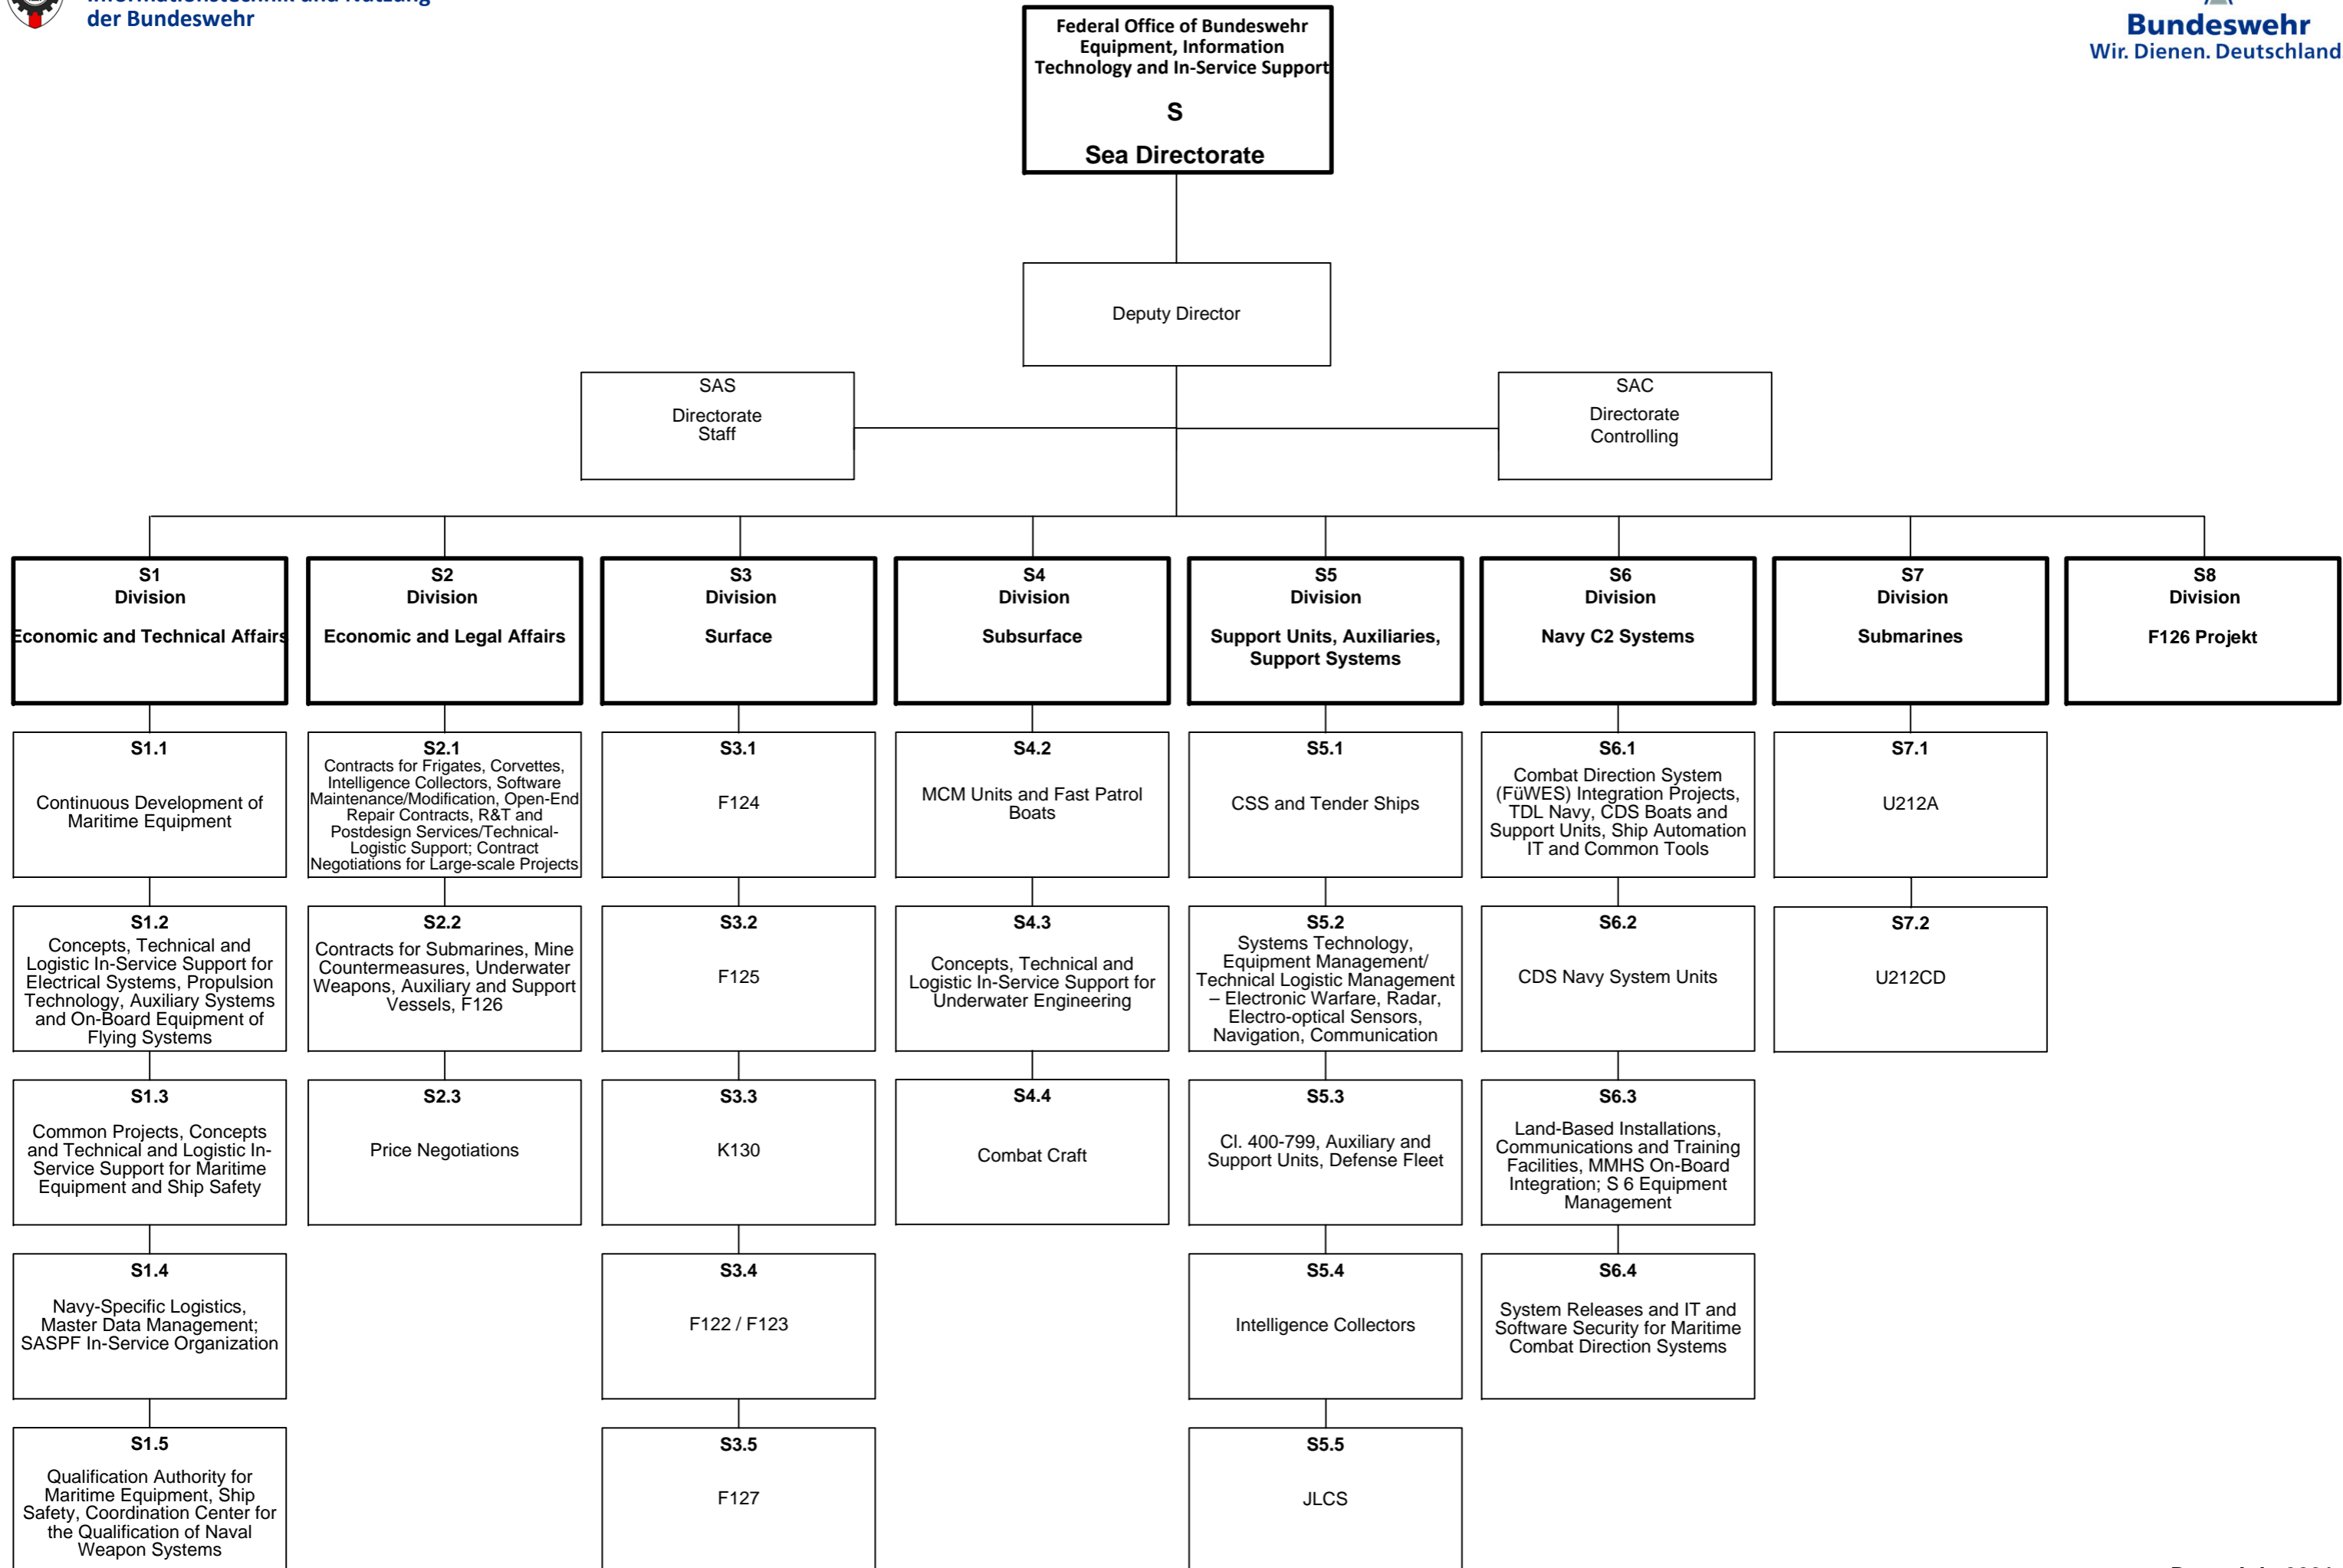 der Bundeswehr
Bundeswehr
Wir. Dienen. Deutschland
Federal Office of Bundeswehr
Equipment, Information
Technology and In-Service Support
S
Sea Directorate
Deputy Director
SAS
Directorate
Staff
SAC
Directorate
Controlling
S1
Division
Economic and Technical Affairs
S2
Division
Economic and Legal Affairs
S3
Division
Surface
S4
Division
Subsurface
S5
Division
Support Units, Auxiliaries,
Support Systems
S6
Division
Navy C2 Systems
S7
Division
Submarines
S8
Division
F126 Projekt
S1.1
Continuous Development of
Maritime Equipment
S2.1
Contracts for Frigates, Corvettes,
Intelligence Collectors, Software
Maintenance/Modification, Open-End
Repair Contracts, R&T and
Postdesign Services/Technical-
Logistic Support; Contract
Negotiations for Large-scale Projects
S3.1
F124
S4.2
MCM Units and Fast Patrol
Boats
S5.1
CSS and Tender Ships
S6.1
Combat Direction System
(FüWES) Integration Projects,
TDL Navy, CDS Boats and
Support Units, Ship Automation
IT and Common Tools
S7.1
U212A
S1.2
Concepts, Technical and
Logistic In-Service Support for
Electrical Systems, Propulsion
Technology, Auxiliary Systems
and On-Board Equipment of
Flying Systems
S2.2
Contracts for Submarines, Mine
Countermeasures, Underwater
Weapons, Auxiliary and Support
Vessels, F126
S3.2
F125
S4.3
Concepts, Technical and
Logistic In-Service Support for
Underwater Engineering
S5.2
Systems Technology,
Equipment Management/
Technical Logistic Management
– Electronic Warfare, Radar,
Electro-optical Sensors,
Navigation, Communication
S6.2
CDS Navy System Units
S7.2
U212CD
S1.3
Common Projects, Concepts
and Technical and Logistic In-
Service Support for Maritime
Equipment and Ship Safety
S2.3
Price Negotiations
S3.3
K130
S4.4
Combat Craft
S5.3
Cl. 400-799, Auxiliary and
Support Units, Defense Fleet
S6.3
Land-Based Installations,
Communications and Training
Facilities, MMHS On-Board
Integration; S 6 Equipment
Management
S1.4
Navy-Specific Logistics,
Master Data Management;
SASPF In-Service Organization
S3.4
F122 / F123
S5.4
Intelligence Collectors
S6.4
System Releases and IT and
Software Security for Maritime
Combat Direction Systems
S1.5
Qualification Authority for
Maritime Equipment, Ship
Safety, Coordination Center for
the Qualification of Naval
Weapon Systems
S3.5
F127
S5.5
JLCS